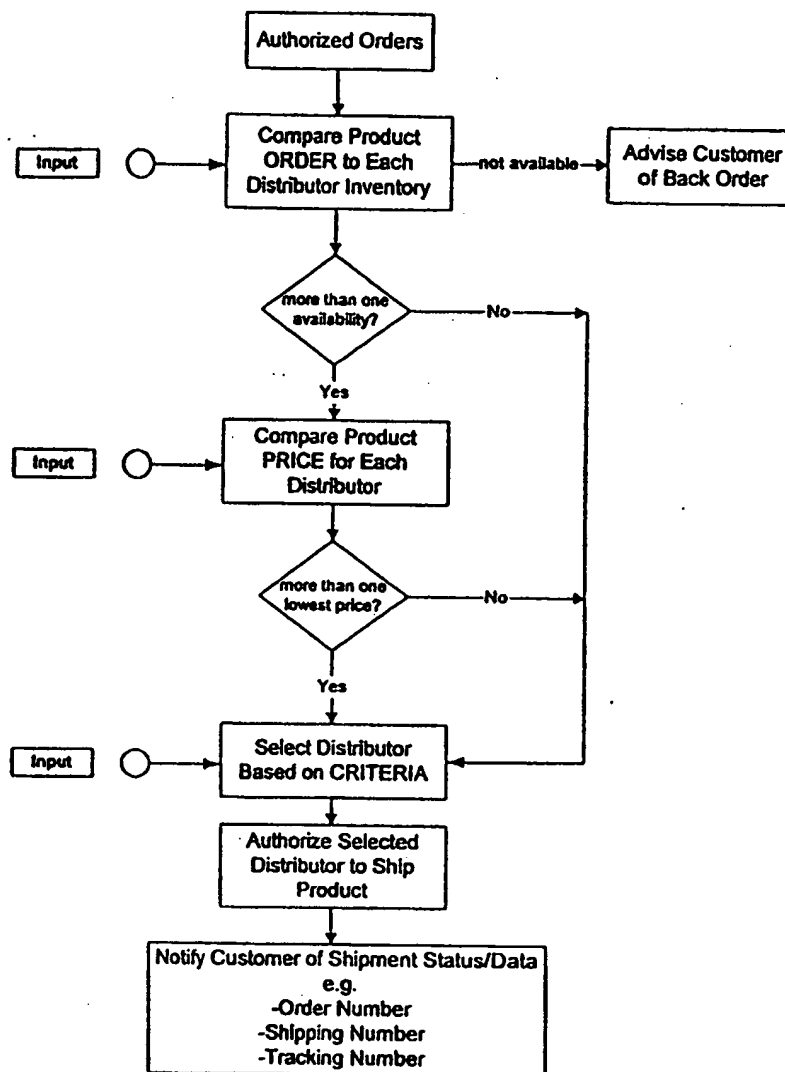 Authorized Orders
Input
Compare Product
ORDER to Each
Distributor Inventory
not available
Advise Customer
of Back Order
more than one
availability?
No
Yes
Input
Compare Product
PRICE for Each
Distributor
more than one
lowest price?
No
Yes
Input
Select Distributor
Based on CRITERIA
Authorize Selected
Distributor to Ship
Product
Notify Customer of Shipment Status/Data
e.g.
-Order Number
-Shipping Number
-Tracking Number